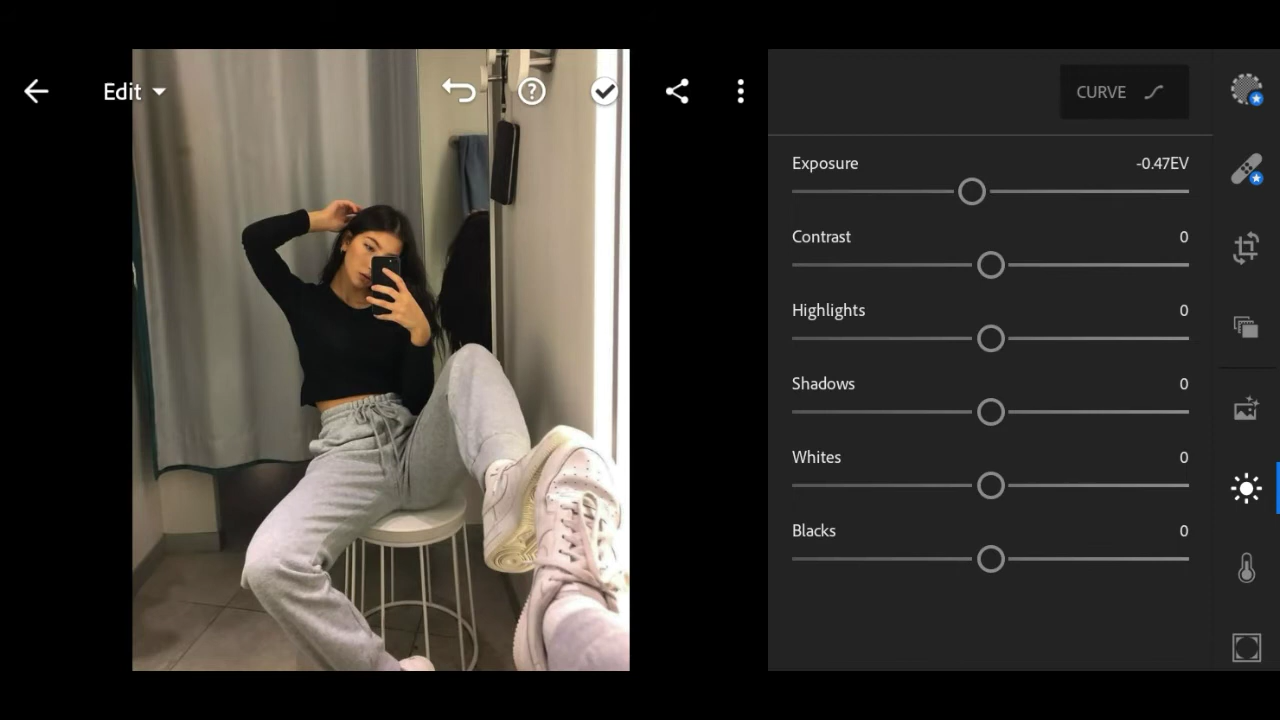 Edit
CURVE
Exposure -0.47EV
Contrast 0
Highlights 0
Shadows 0
Whites 0
Blacks 0